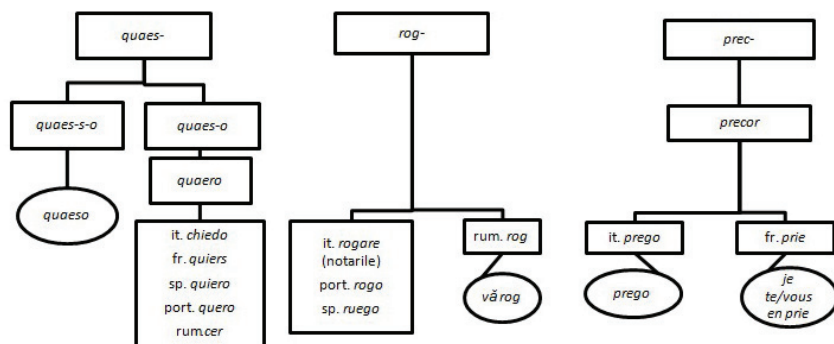 quaes-
rog-
prec-
quaes-s-o
quaes-o
precor
quaero
quaeso
it. chiedo
fr. quiers
sp. quiero
port. quero
rum.cer
it. rogare
(notarile)
port. rogo
sp. ruego
rum. rog
vă rog
it. prego
fr. prie
prego
je
te/vous
en prie